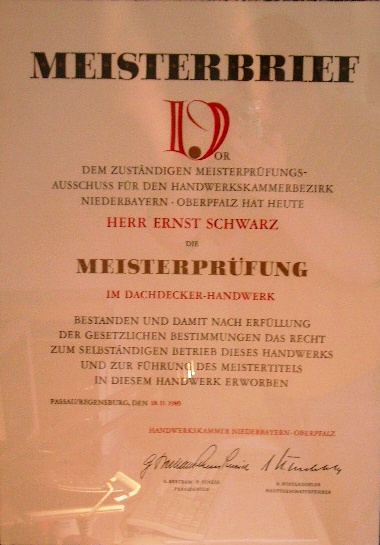 MEISTERBRIEF
VOR
DEM ZUSTÄNDIGEN MEISTERPRÜFUNGS-
AUSSCHUSS FÜR DEN HANDWERKSKAMMERBEZIRK
NIEDERBAYERN · OBERPFALZ HAT HEUTE
HERR ERNST SCHWARZ
DIE
MEISTERPRÜFUNG
IM DACHDECKER-HANDWERK
BESTANDEN UND DAMIT NACH ERFÜLLUNG
DER GESETZLICHEN BESTIMMUNGEN DAS RECHT
ZUM SELBSTÄNDIGEN BETRIEB DIESES HANDWERKS
UND ZUR FÜHRUNG DES MEISTERTITELS
IN DIESEM HANDWERK ERWORBEN
PASSAU/REGENSBURG, DEN
HANDWERKSKAMMER NIEDERBAYERN-OBERPFALZ